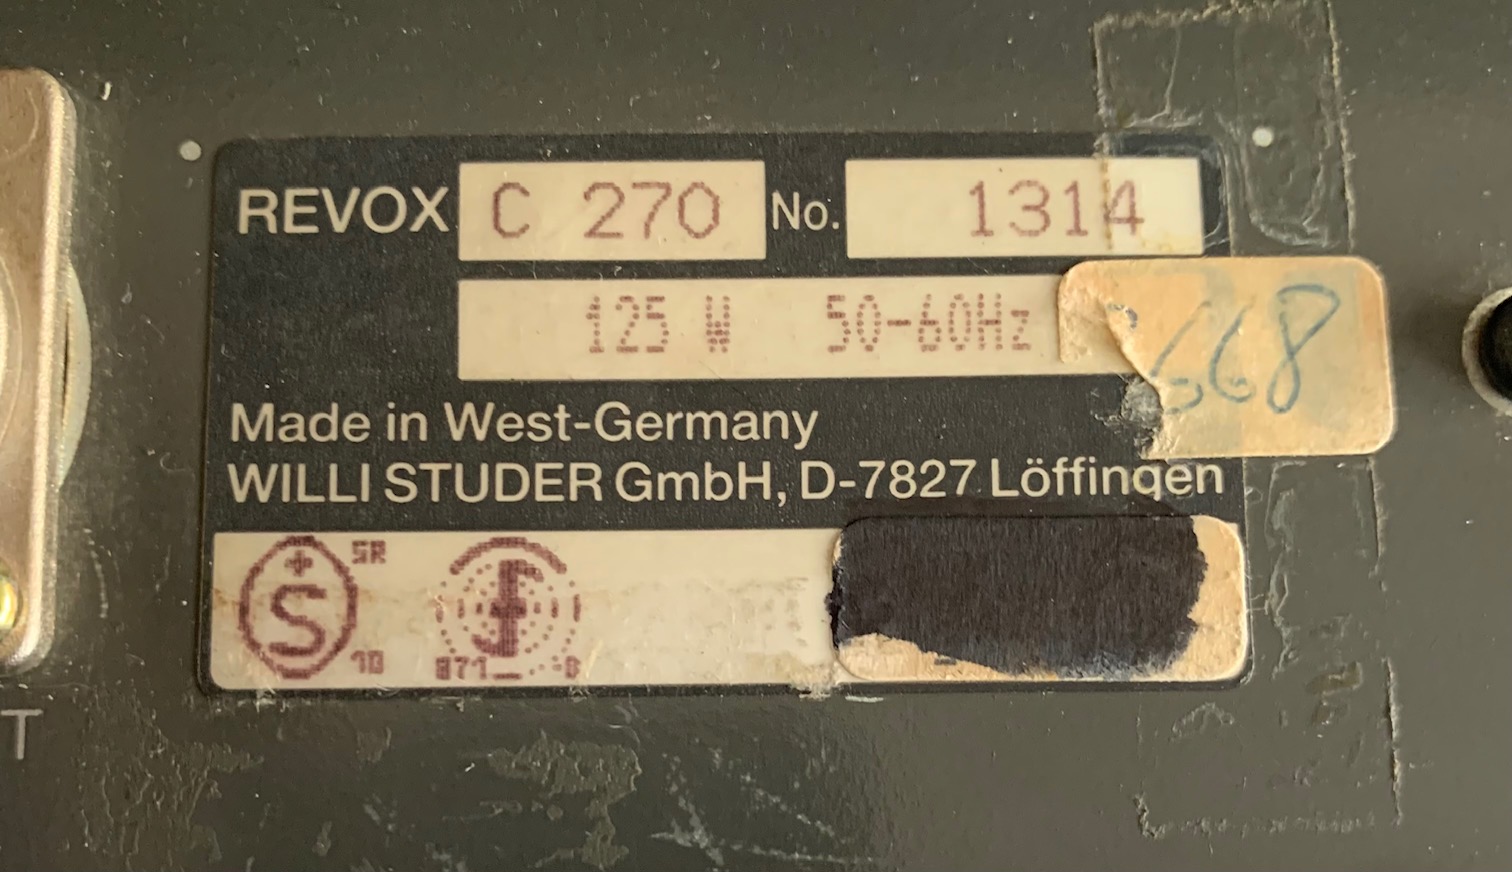 REVOX C 270 No. 1314
125 W 50-60Hz
668
Made in West-Germany
WILLI STUDER GmbH, D-7827 Löffingen
S SR 10
871
T